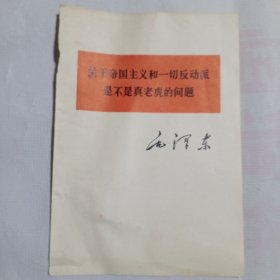 关于帝国主义和一切反动派
是不是真老虎的问题
毛泽东